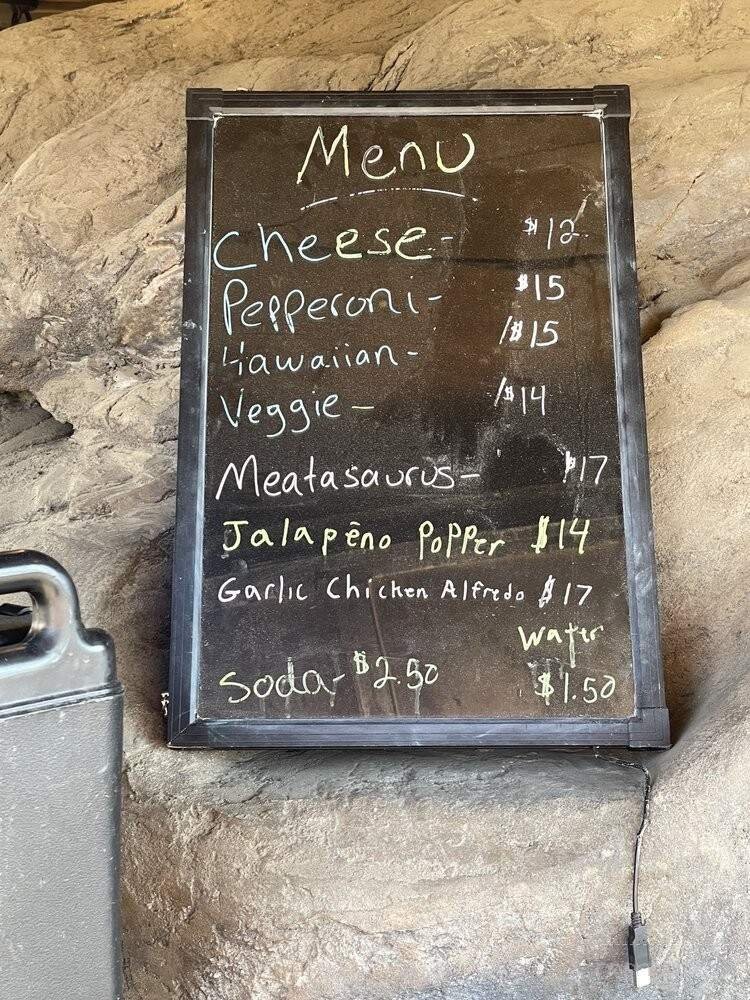 Menu
Cheese- $12
Pepperoni- $15
Hawaiian- /$15
Veggie- /$14
Meatasaurus- $17
Jalapēno Popper $14
Garlic Chicken Alfredo $17
Water
Soda- $2.50 $1.50